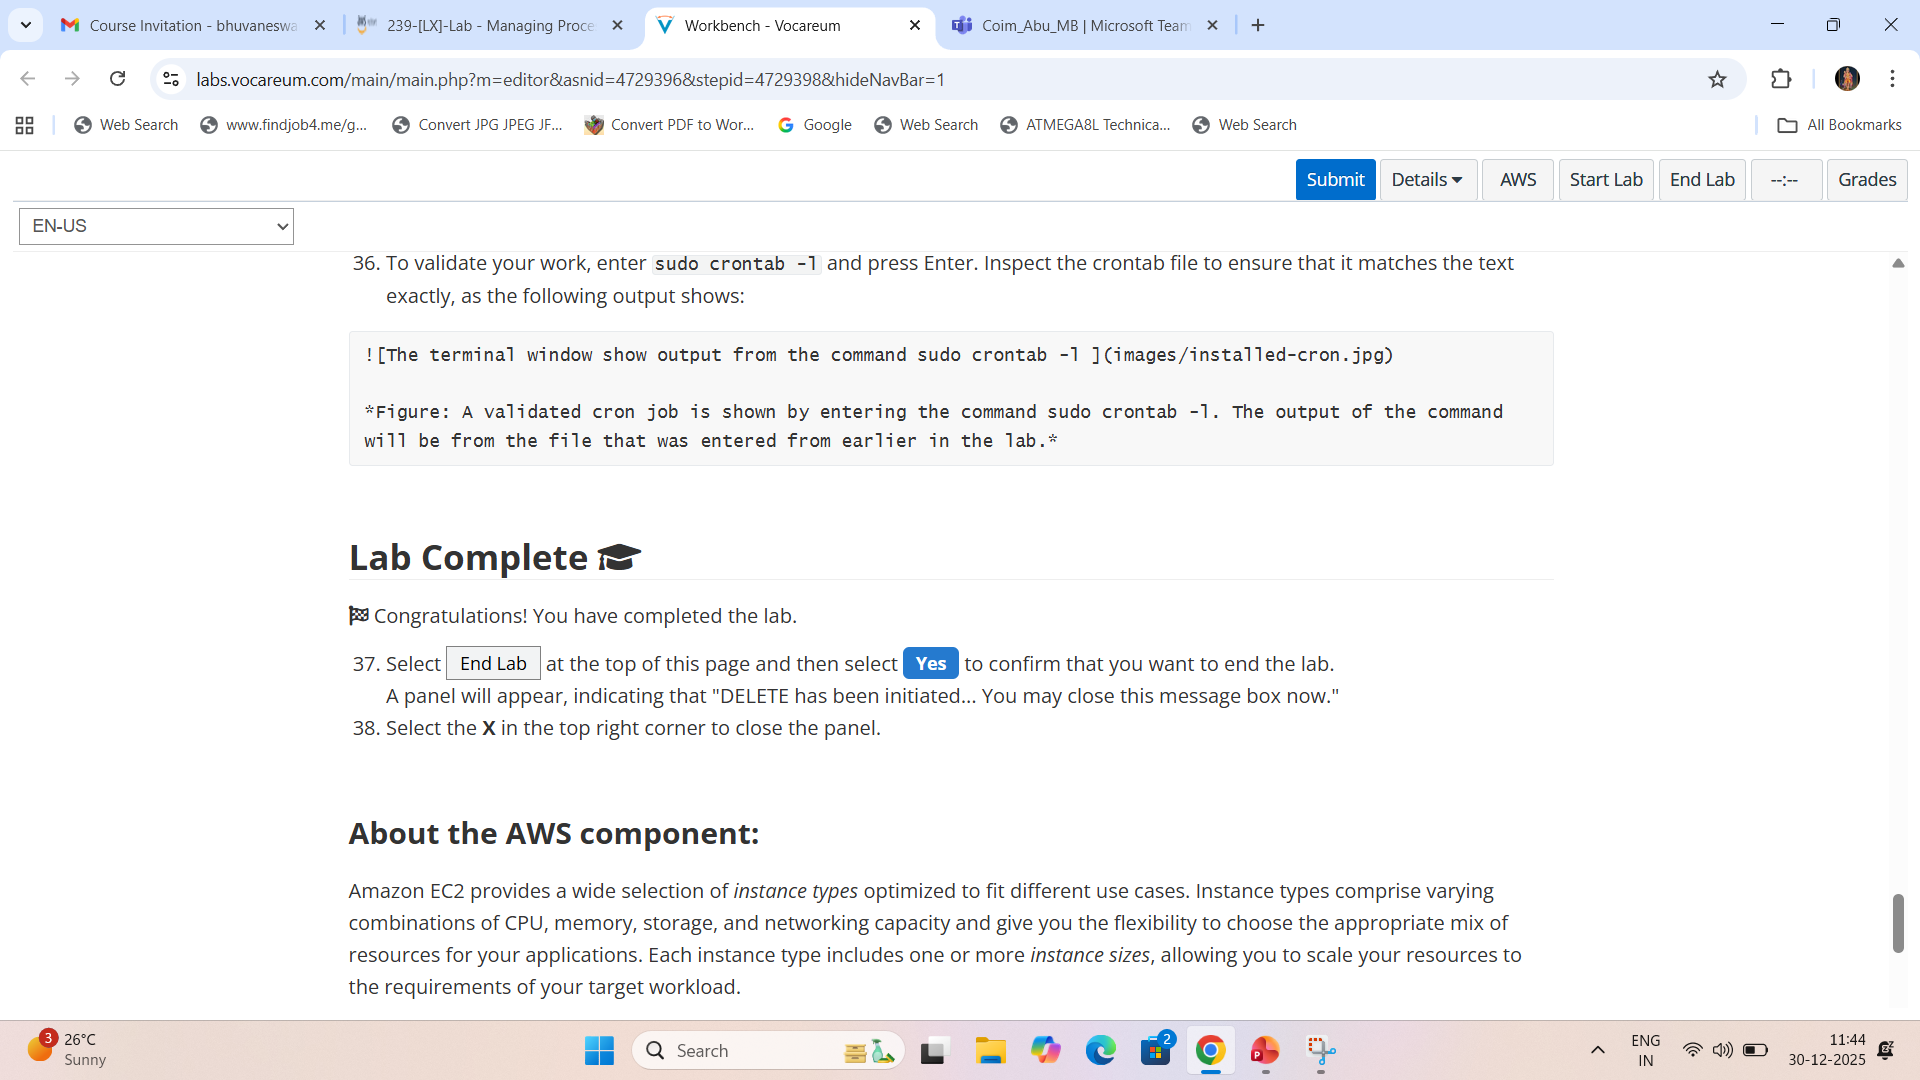 Course Invitation - bhuvaneswa
239-[LX]-Lab - Managing Proce
Workbench - Vocareum
Coim_Abu_MB | Microsoft Team
labs.vocareum.com/main/main.php?m=editor&asnid=4729396&stepid=4729398&hideNavBar=1
Web Search
www.findjob4.me/g...
Convert JPG JPEG JF...
Convert PDF to Wor...
Google
Web Search
ATMEGA8L Technica...
Web Search
All Bookmarks
Submit
Details
AWS
Start Lab
End Lab
--:--
Grades
EN-US
36. To validate your work, enter sudo crontab -l and press Enter. Inspect the crontab file to ensure that it matches the text
exactly, as the following output shows:
![The terminal window show output from the command sudo crontab -l ](images/installed-cron.jpg)
*Figure: A validated cron job is shown by entering the command sudo crontab -l. The output of the command
will be from the file that was entered from earlier in the lab.*
Lab Complete
Congratulations! You have completed the lab.
37. Select End Lab at the top of this page and then select Yes to confirm that you want to end the lab.
A panel will appear, indicating that "DELETE has been initiated... You may close this message box now."
38. Select the X in the top right corner to close the panel.
About the AWS component:
Amazon EC2 provides a wide selection of instance types optimized to fit different use cases. Instance types comprise varying
combinations of CPU, memory, storage, and networking capacity and give you the flexibility to choose the appropriate mix of
resources for your applications. Each instance type includes one or more instance sizes, allowing you to scale your resources to
the requirements of your target workload.
3
26°C
Sunny
Search
2
ENG
IN
11:44
30-12-2025